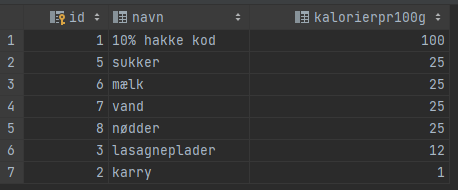 id navn kalorierpr100g
1 1 10% hakke kod 100
2 5 sukker 25
3 6 mælk 25
4 7 vand 25
5 8 nødder 25
6 3 lasagneplader 12
7 2 karry 1